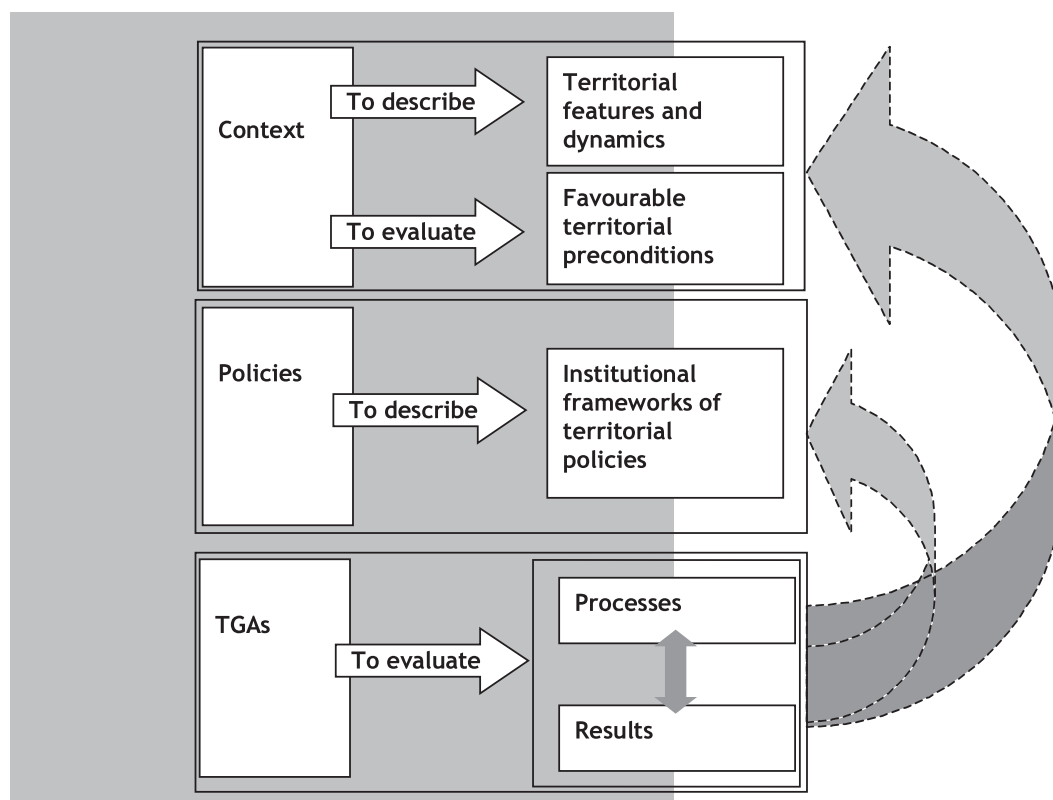 Context
To describe
Territorial
features and
dynamics
To evaluate
Favourable
territorial
preconditions
Policies
To describe
Institutional
frameworks of
territorial
policies
TGAs
To evaluate
Processes
Results